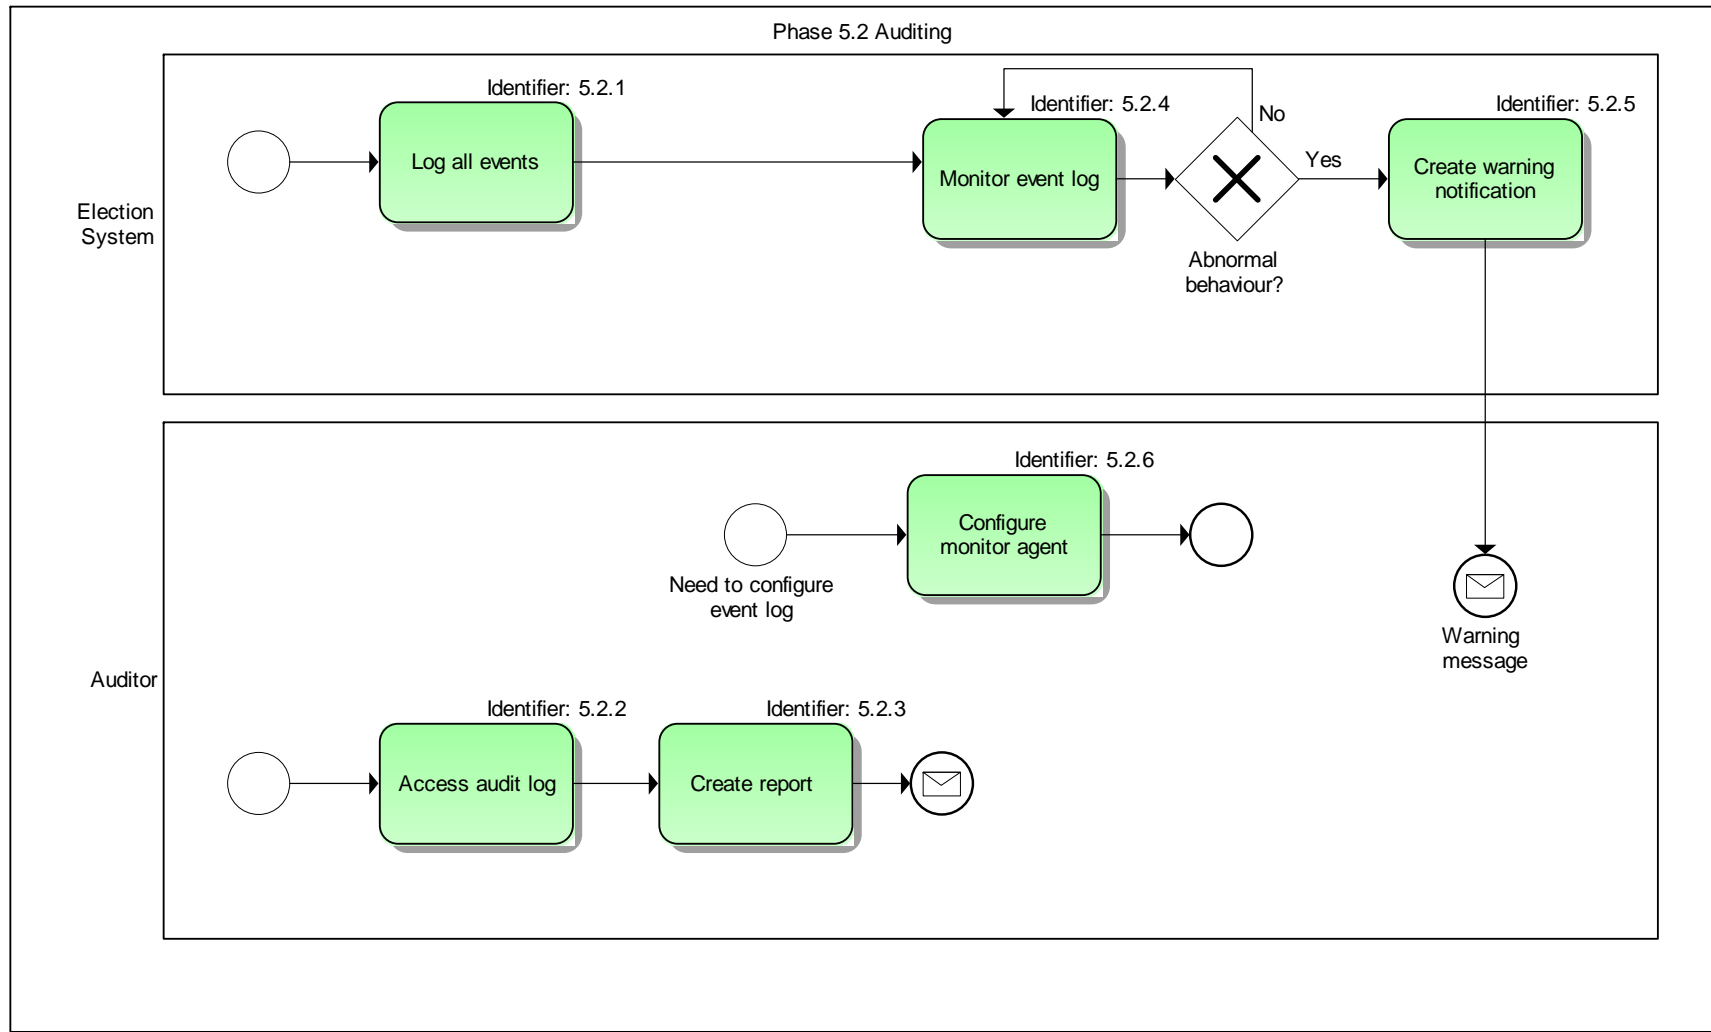 Phase 5.2 Auditing
Election
System
Identifier: 5.2.1
Log all events
Identifier: 5.2.4
Monitor event log
No
Yes
Abnormal
behaviour?
Identifier: 5.2.5
Create warning
notification
Auditor
Identifier: 5.2.6
Configure
monitor agent
Need to configure
event log
Warning
message
Identifier: 5.2.2
Access audit log
Identifier: 5.2.3
Create report